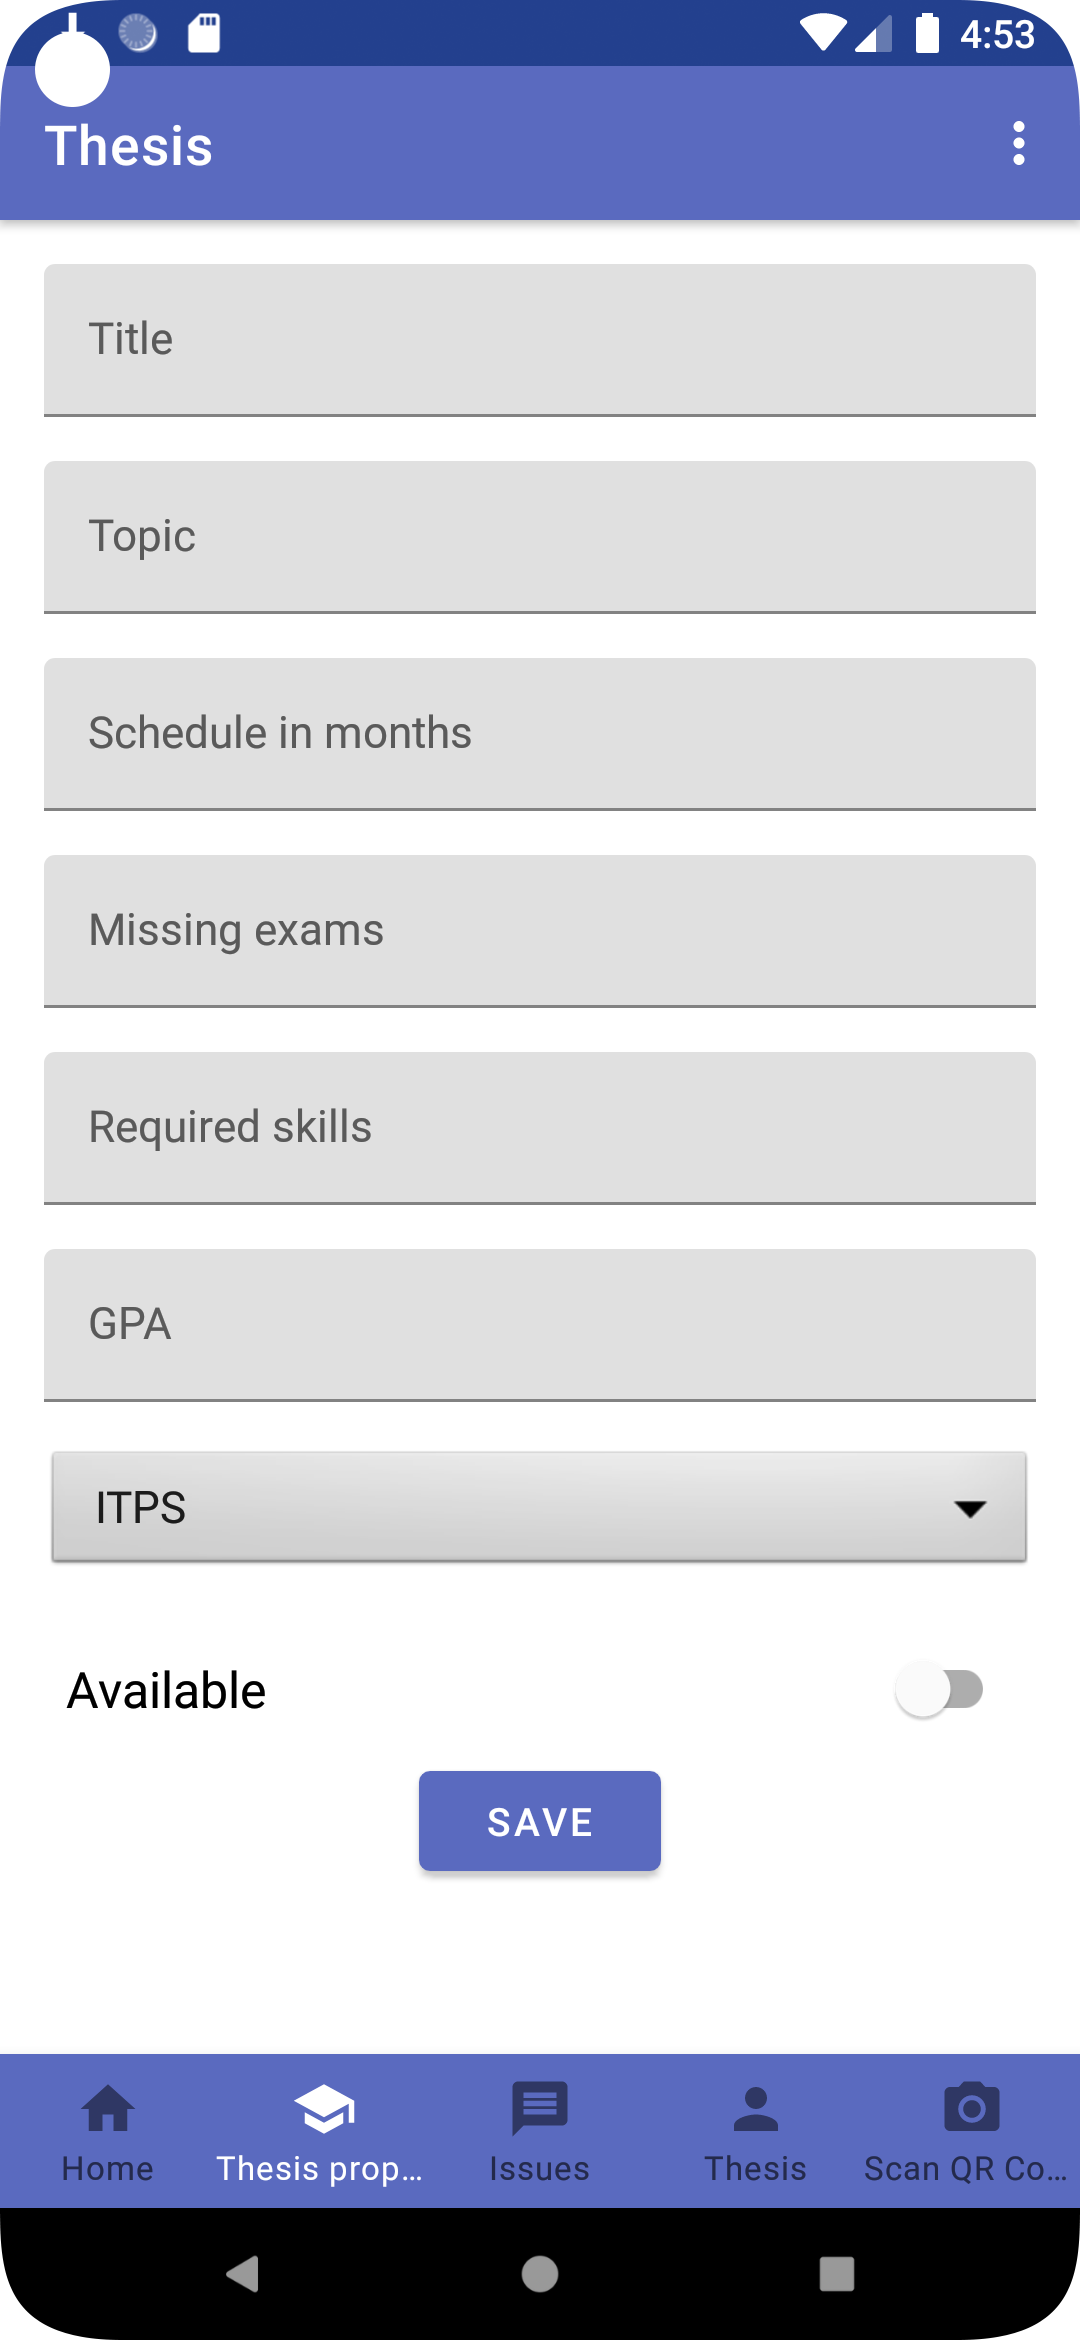 4:53
Thesis
Title
Topic
Schedule in months
Missing exams
Required skills
GPA
ITPS
Available
SAVE
Home
Thesis prop...
Issues
Thesis
Scan QR Co...